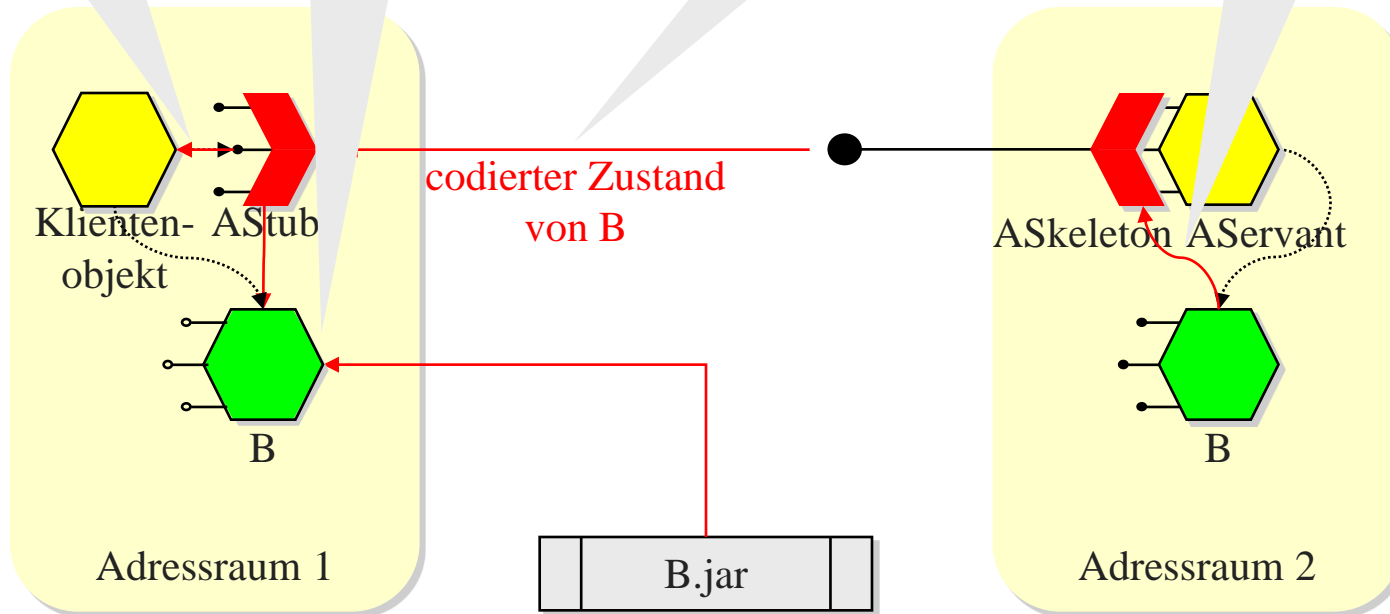 codierter Zustand
von B
Klienten-
objekt
AStub
ASkeleton
AServant
B
B
Adressraum 1
B.jar
Adressraum 2